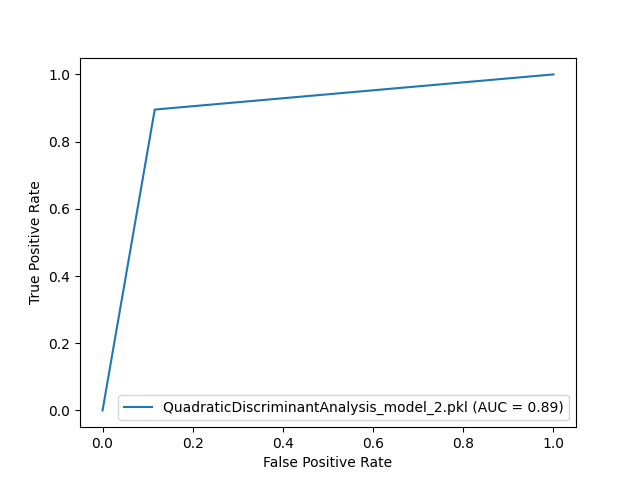 1.0
0.8
0.6
0.4
0.2
0.0
True Positive Rate
QuadraticDiscriminantAnalysis_model_2.pkl (AUC = 0.89)
0.0 0.2 0.4 0.6 0.8 1.0
False Positive Rate